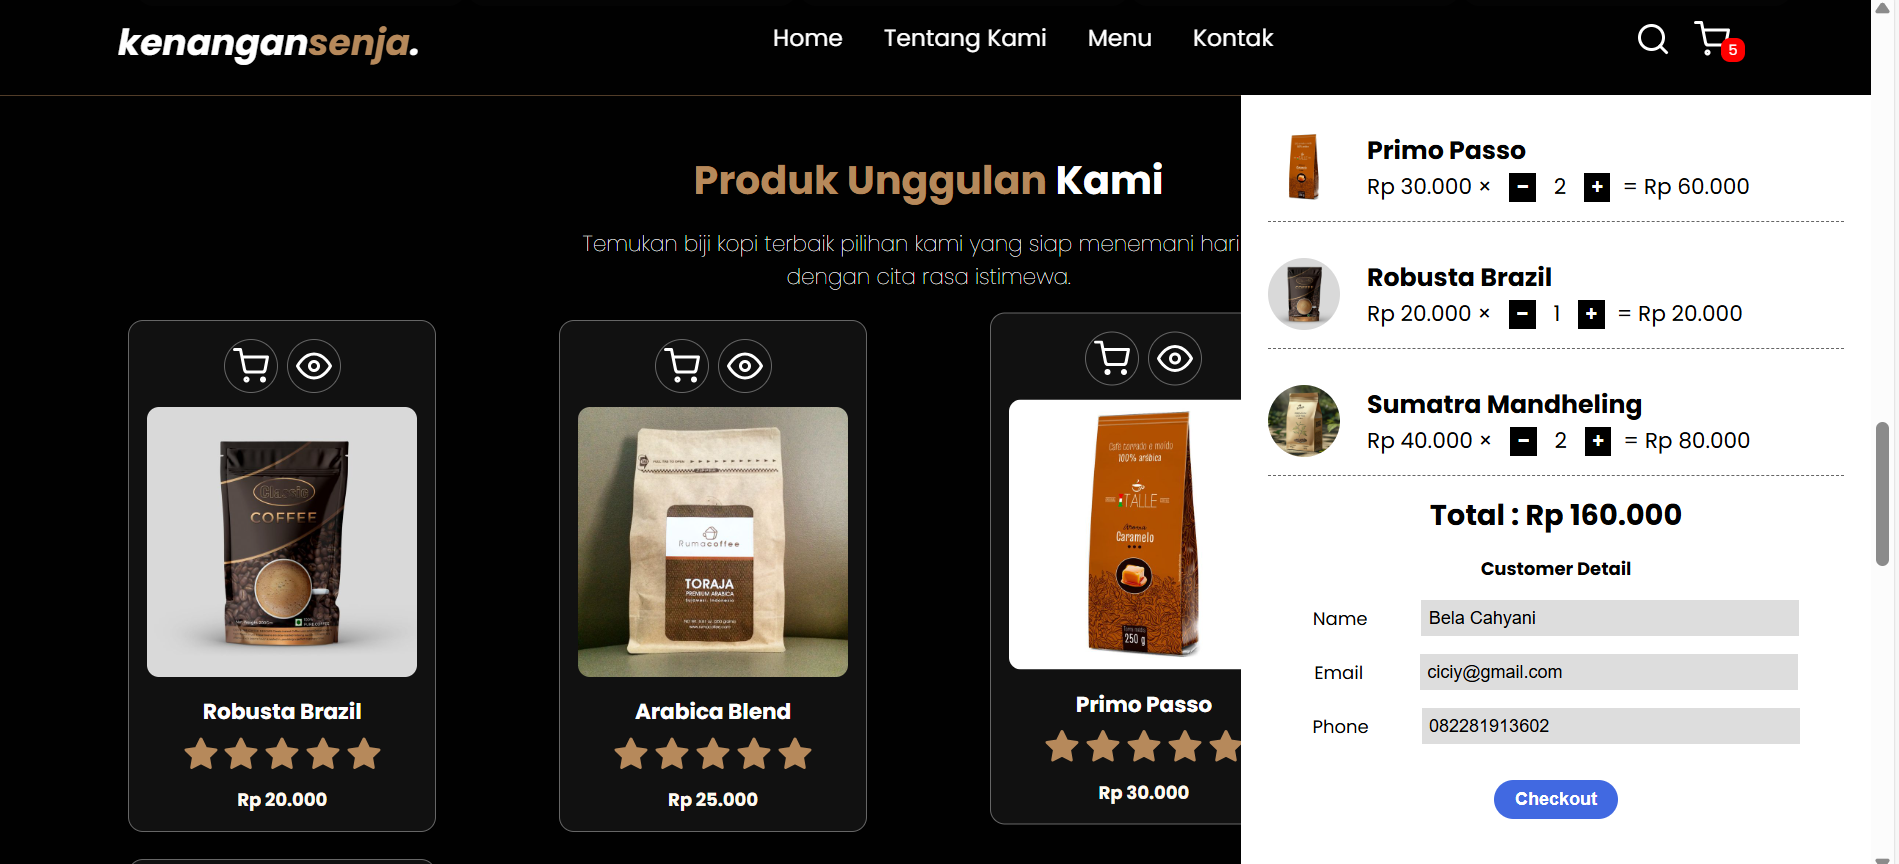 kenangansenja.
Home Tentang Kami Menu Kontak
5
Produk Unggulan Kami
Temukan biji kopi terbaik pilihan kami yang siap menemani hari
dengan cita rasa istimewa.
Classic
COFFEE
Robusta Brazil
Rp 20.000
Rumacoffee
TORAJA
PREMIUM ARABICA
Arabica Blend
Rp 25.000
Café torrado e moído
100% arábica
ITALLE
Aroma
Caramelo
250 g
Primo Passo
Rp 30.000
Primo Passo
Rp 30.000 × − 2 + = Rp 60.000
Robusta Brazil
Rp 20.000 × − 1 + = Rp 20.000
Sumatra Mandheling
Rp 40.000 × − 2 + = Rp 80.000
Total : Rp 160.000
Customer Detail
Name Bela Cahyani
Email ciciy@gmail.com
Phone 082281913602
Checkout